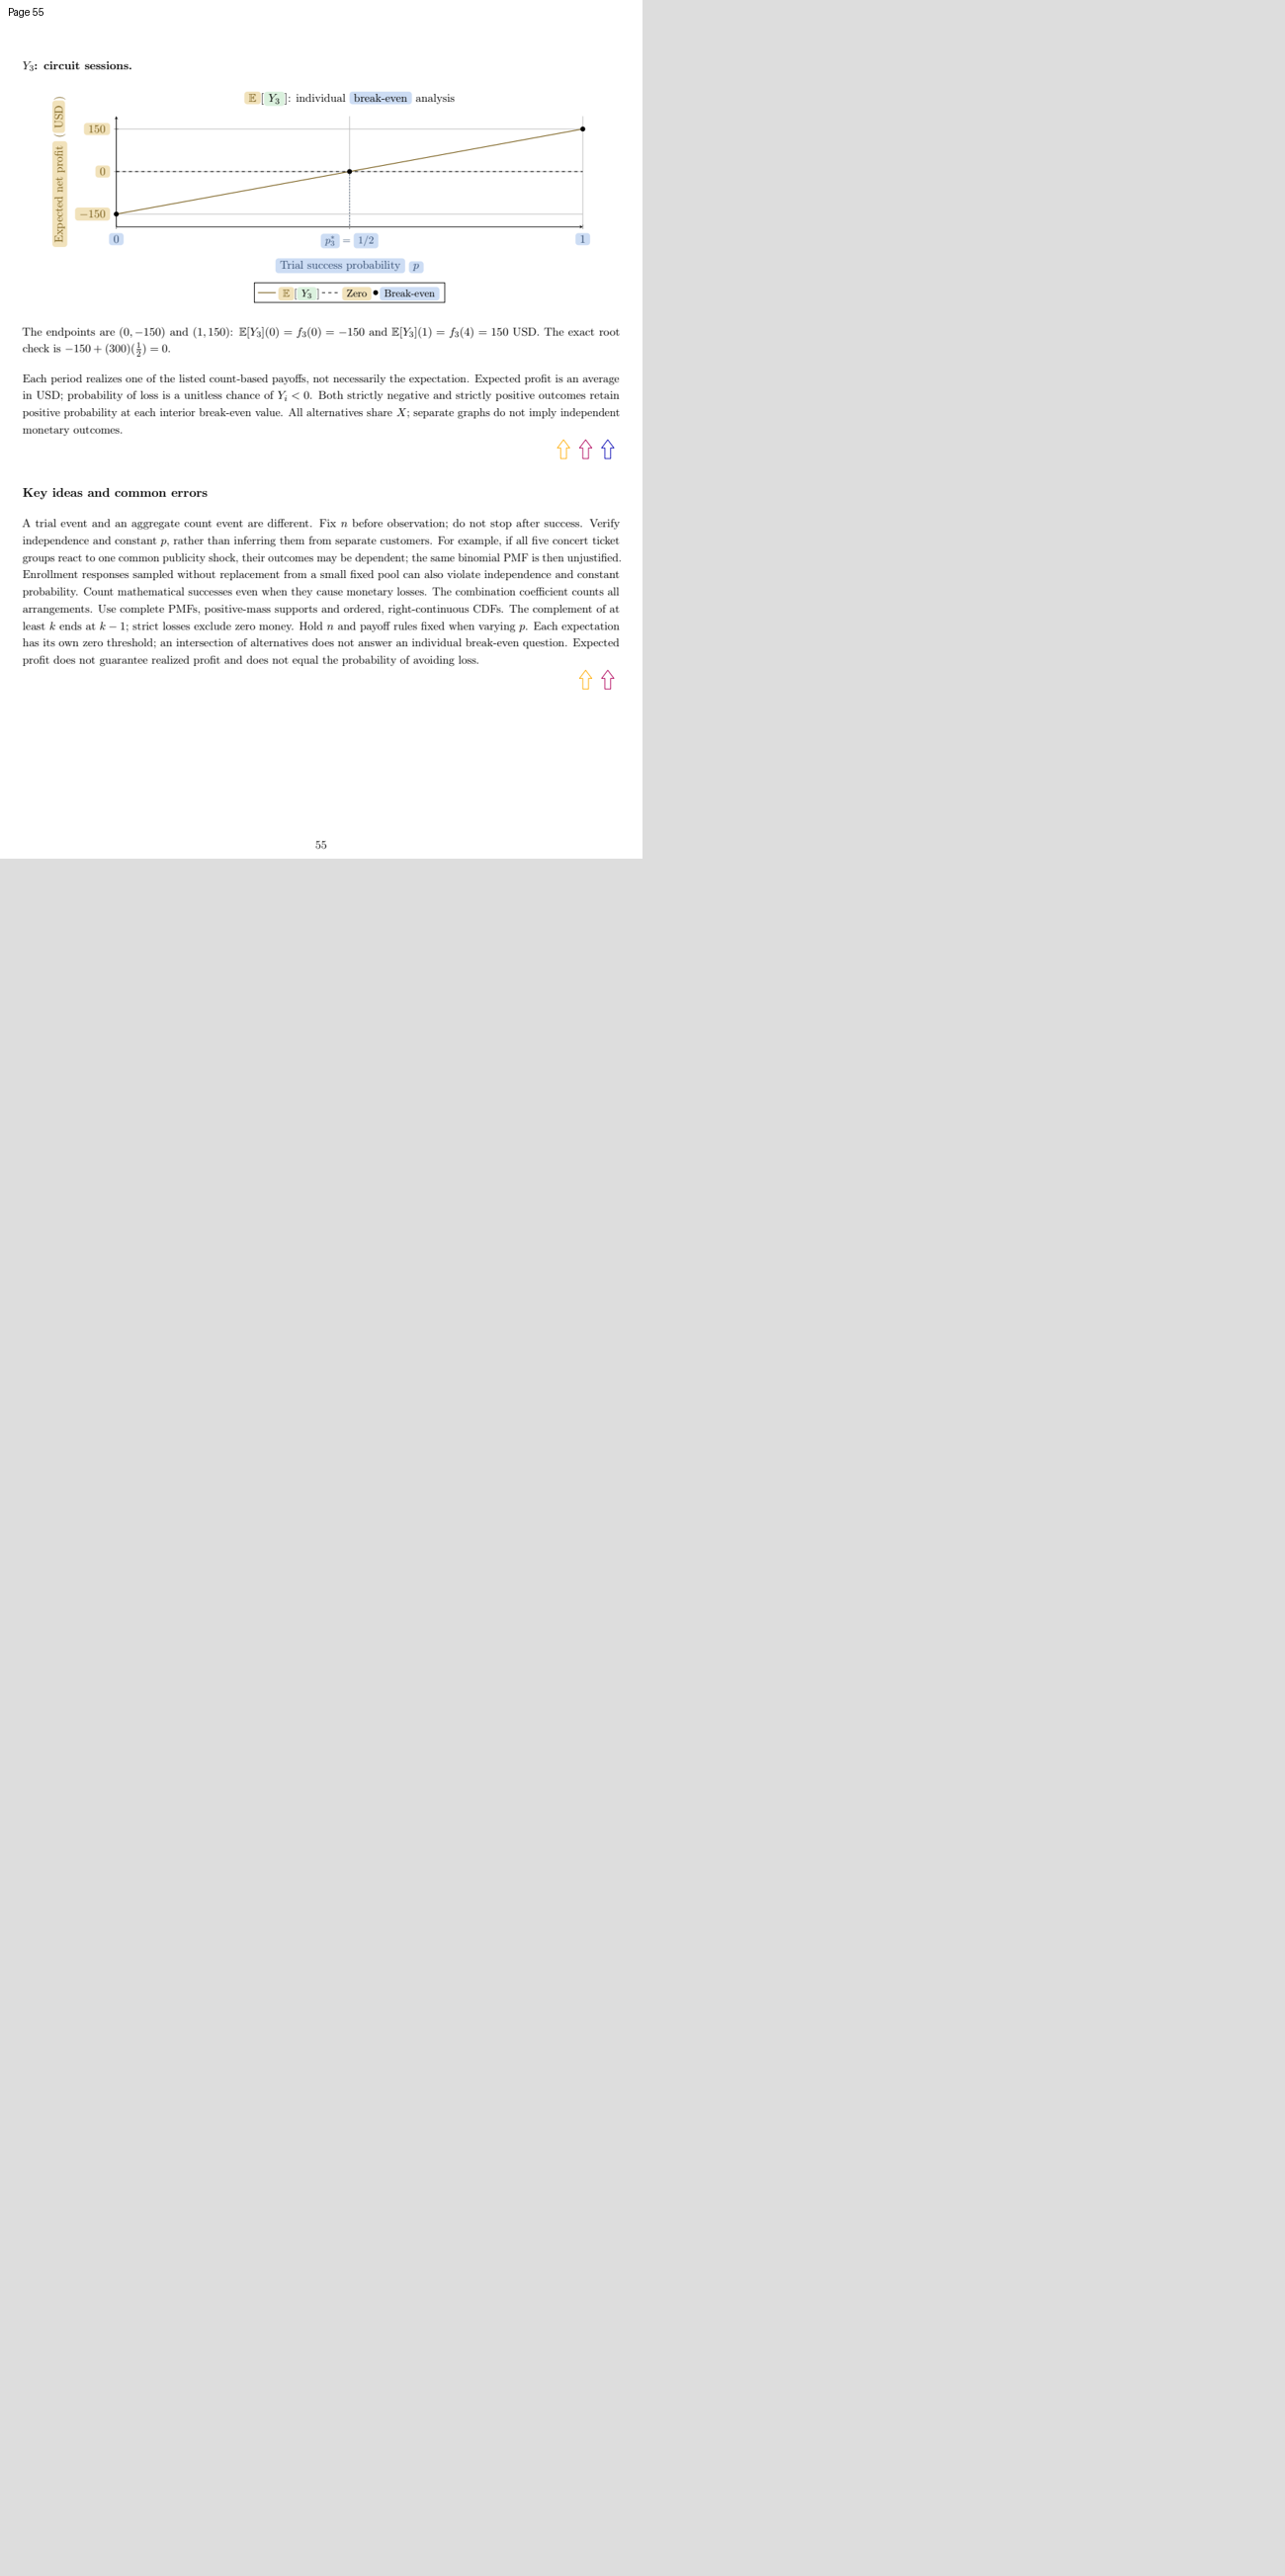 Page 55
Y₃: circuit sessions.
𝔼[Y₃]: individual break-even analysis
Expected net profit (USD)
150
0
−150
0
p₃* = 1/2
1
Trial success probability p
𝔼[Y₃] Zero Break-even
The endpoints are (0, −150) and (1, 150): 𝔼[Y₃](0) = f₃(0) = −150 and 𝔼[Y₃](1) = f₃(4) = 150 USD. The exact root
check is −150 + (300)(1/2) = 0.
Each period realizes one of the listed count-based payoffs, not necessarily the expectation. Expected profit is an average
in USD; probability of loss is a unitless chance of Yᵢ < 0. Both strictly negative and strictly positive outcomes retain
positive probability at each interior break-even value. All alternatives share X; separate graphs do not imply independent
monetary outcomes.
Key ideas and common errors
A trial event and an aggregate count event are different. Fix n before observation; do not stop after success. Verify
independence and constant p, rather than inferring them from separate customers. For example, if all five concert ticket
groups react to one common publicity shock, their outcomes may be dependent; the same binomial PMF is then unjustified.
Enrollment responses sampled without replacement from a small fixed pool can also violate independence and constant
probability. Count mathematical successes even when they cause monetary losses. The combination coefficient counts all
arrangements. Use complete PMFs, positive-mass supports and ordered, right-continuous CDFs. The complement of at
least k ends at k − 1; strict losses exclude zero money. Hold n and payoff rules fixed when varying p. Each expectation
has its own zero threshold; an intersection of alternatives does not answer an individual break-even question. Expected
profit does not guarantee realized profit and does not equal the probability of avoiding loss.
55